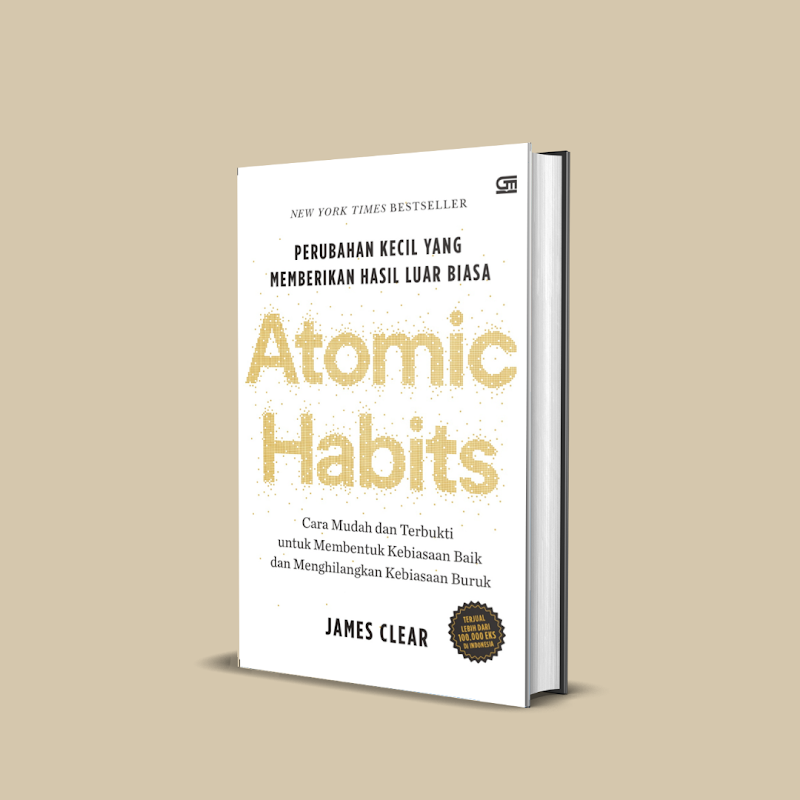 GM
NEW YORK TIMES BESTSELLER
PERUBAHAN KECIL YANG
MEMBERIKAN HASIL LUAR BIASA
Atomic
Habits
Cara Mudah dan Terbukti
untuk Membentuk Kebiasaan Baik
dan Menghilangkan Kebiasaan Buruk
JAMES CLEAR
TERJUAL
LEBIH DARI
100.000 EKS
DI INDONESIA